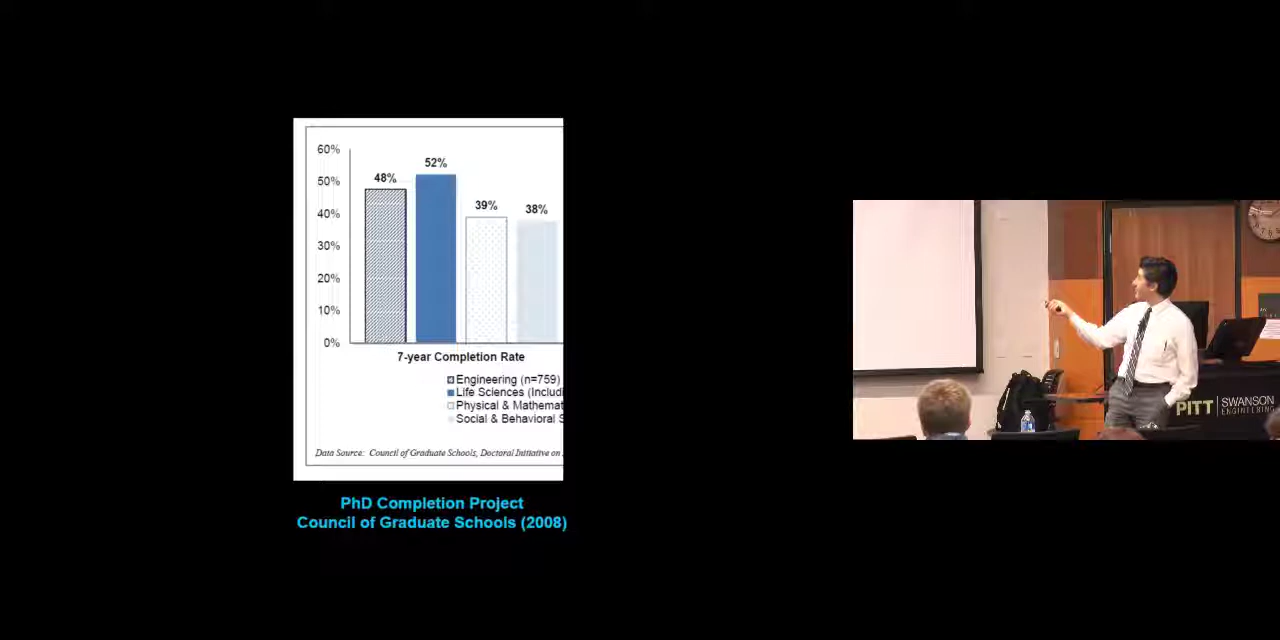 60%
50%
40%
30%
20%
10%
0%
48%
52%
39%
38%
7-year Completion Rate
Engineering (n=759)
Life Sciences (Includi
Physical & Mathemat
Social & Behavioral S
Data Source: Council of Graduate Schools, Doctoral Initiative on
PhD Completion Project
Council of Graduate Schools (2008)
PITT SWANSON
ENGINEERING